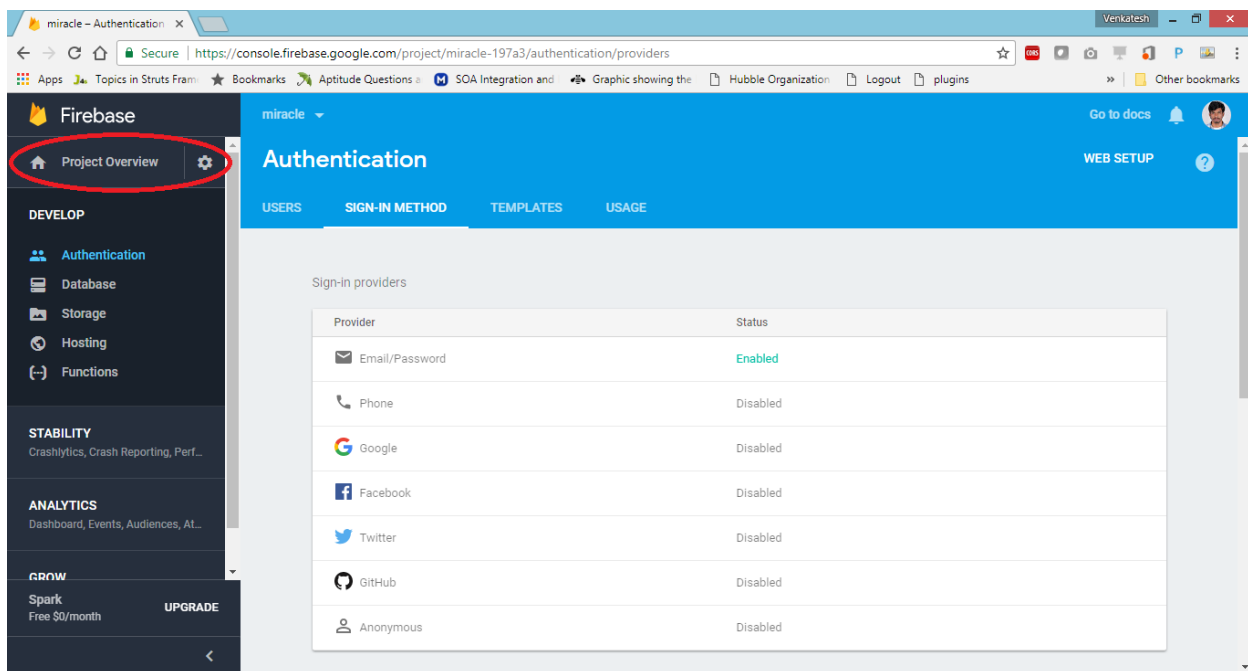 miracle – Authentication
Venkatesh
Secure | https://console.firebase.google.com/project/miracle-197a3/authentication/providers
CORS
P
Apps Topics in Struts Fram Bookmarks Aptitude Questions a M SOA Integration and Graphic showing the Hubble Organization Logout plugins » Other bookmarks
Firebase
miracle
Go to docs
Project Overview
Authentication
WEB SETUP
?
USERS SIGN-IN METHOD TEMPLATES USAGE
DEVELOP
Authentication
Database
Storage
Hosting
Functions
STABILITY
Crashlytics, Crash Reporting, Perf...
ANALYTICS
Dashboard, Events, Audiences, At...
GROW
Spark
Free $0/month
UPGRADE
Sign-in providers
Provider Status
Email/Password Enabled
Phone Disabled
Google Disabled
Facebook Disabled
Twitter Disabled
GitHub Disabled
Anonymous Disabled